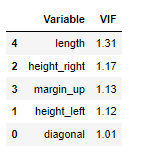 Variable VIF
4 length 1.31
2 height_right 1.17
3 margin_up 1.13
1 height_left 1.12
0 diagonal 1.01